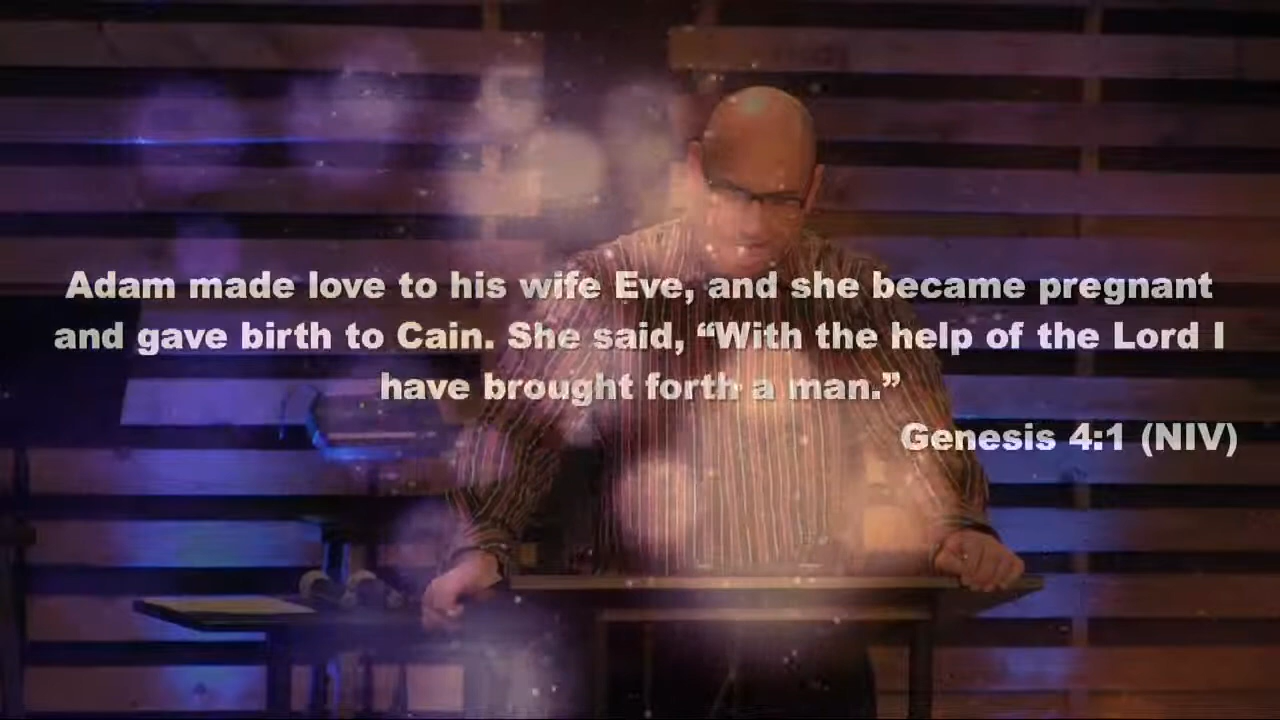 Adam made love to his wife Eve, and she became pregnant
and gave birth to Cain. She said, “With the help of the Lord I
have brought forth a man.”
Genesis 4:1 (NIV)